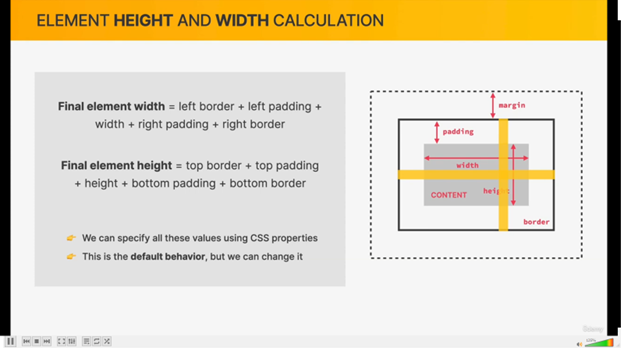 ELEMENT HEIGHT AND WIDTH CALCULATION
Final element width = left border + left padding +
width + right padding + right border
Final element height = top border + top padding
+ height + bottom padding + bottom border
👉 We can specify all these values using CSS properties
👉 This is the default behavior, but we can change it
margin
padding
width
height
CONTENT
border